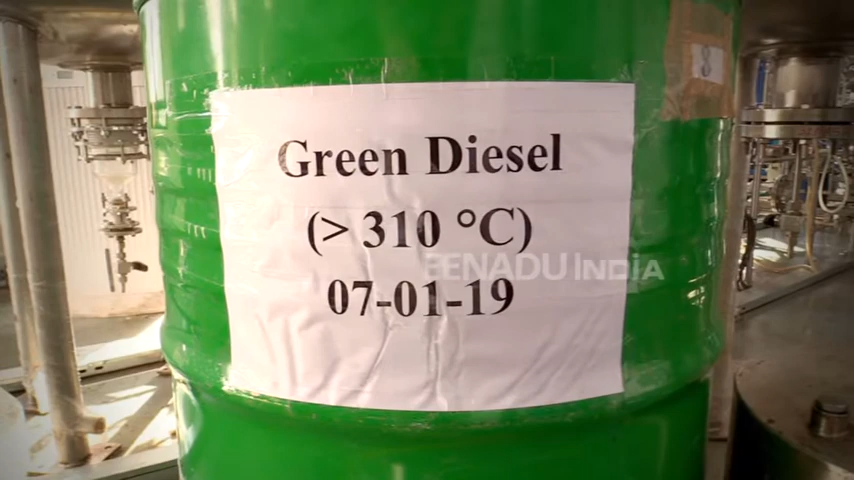 8
Green Diesel
(> 310 °C)
EENADU India
07-01-19